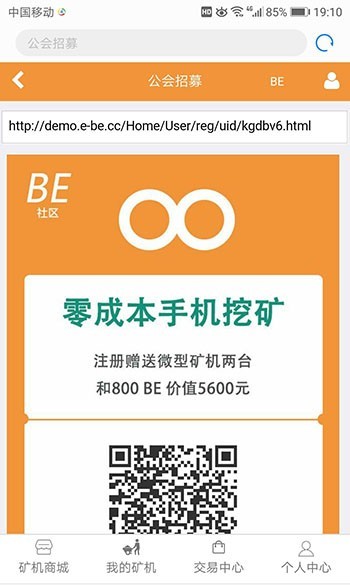 中国移动 HD 4G 85% 19:10
公会招募
公会招募 BE
http://demo.e-be.cc/Home/User/reg/uid/kgdbv6.html
BE
社区
零成本手机挖矿
注册赠送微型矿机两台
和800 BE 价值5600元
矿机商城 我的矿机 交易中心 个人中心